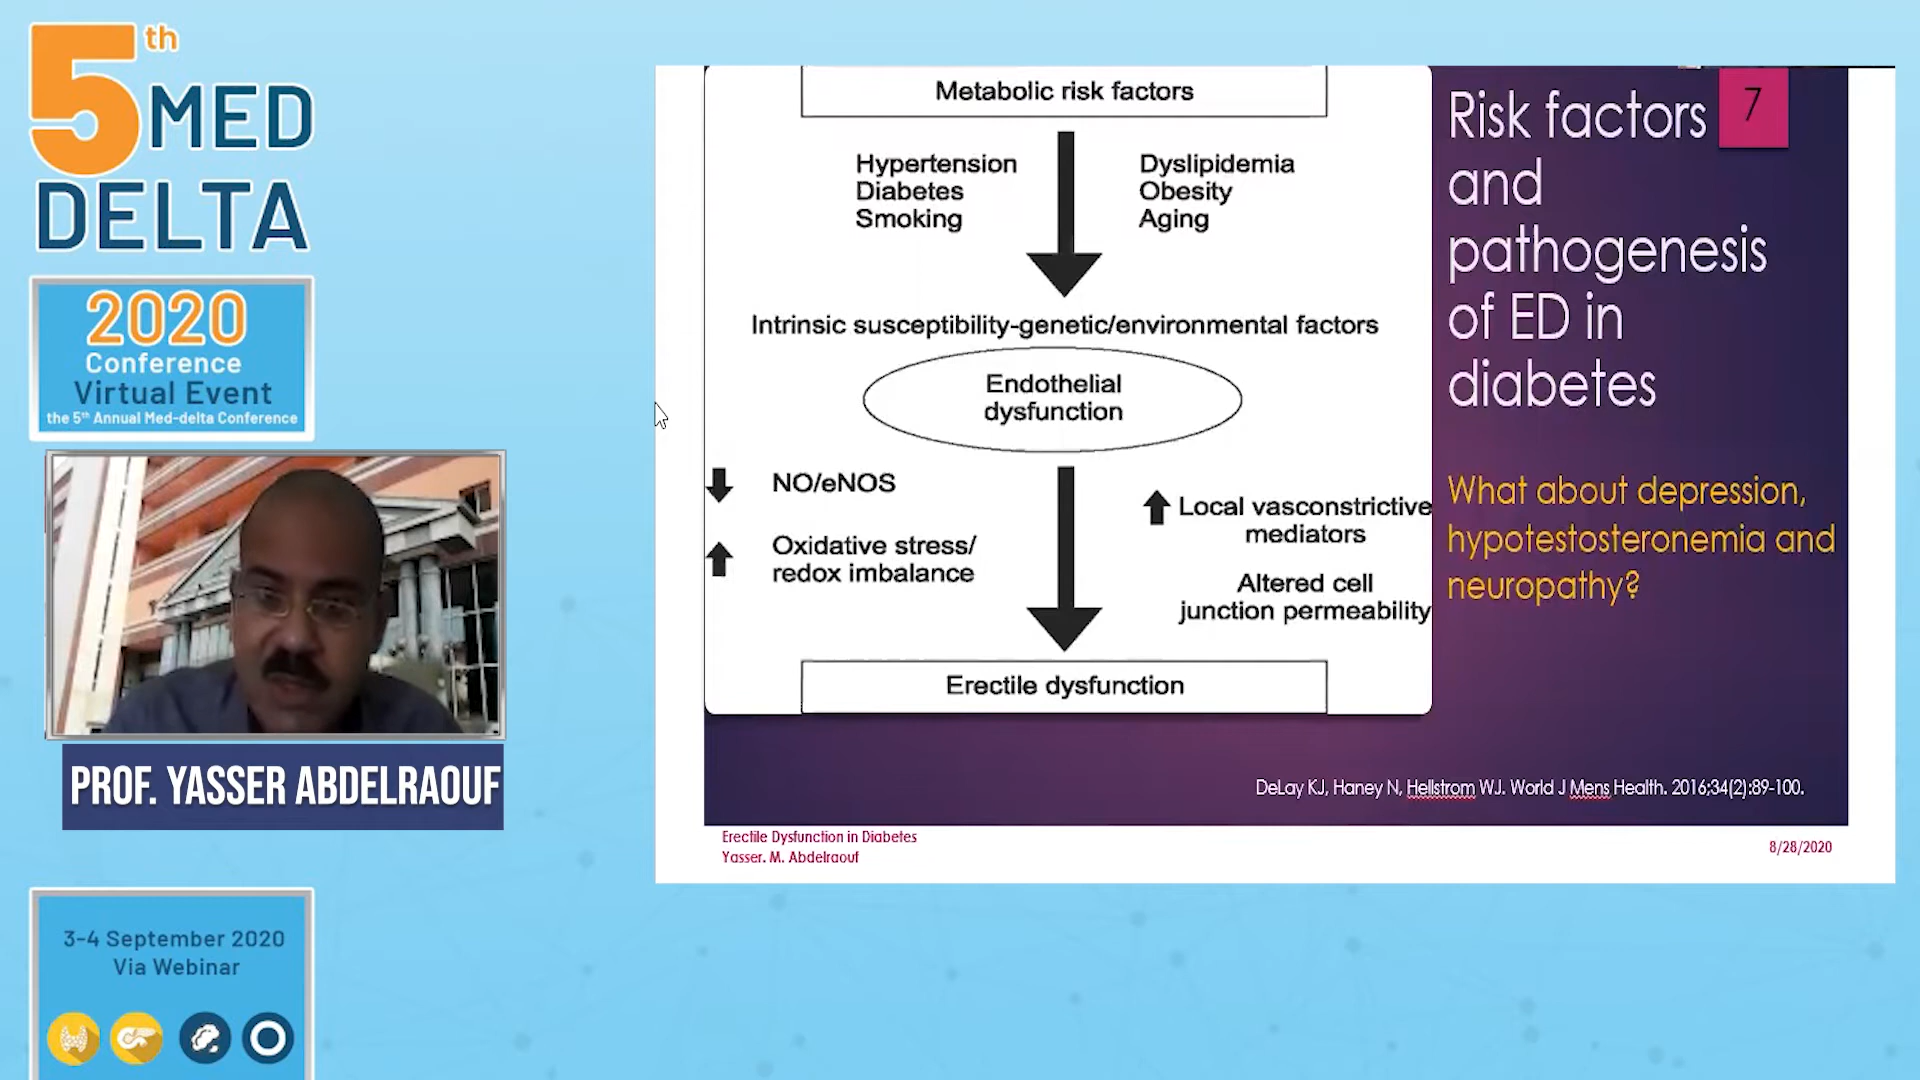 5th
MED
DELTA
2020
Conference
Virtual Event
the 5th Annual Med-delta Conference
PROF. YASSER ABDELRAOUF
3-4 September 2020
Via Webinar
Metabolic risk factors
Hypertension
Diabetes
Smoking
Dyslipidemia
Obesity
Aging
Intrinsic susceptibility-genetic/environmental factors
Endothelial
dysfunction
NO/eNOS
Oxidative stress/
redox imbalance
Local vasconstrictive
mediators
Altered cell
junction permeability
Erectile dysfunction
Risk factors
and
pathogenesis
of ED in
diabetes
7
What about depression,
hypotestosteronemia and
neuropathy?
DeLay KJ, Haney N, Hellstrom WJ. World J Mens Health. 2016;34(2):89-100.
Erectile Dysfunction in Diabetes
Yasser. M. Abdelraouf
8/28/2020